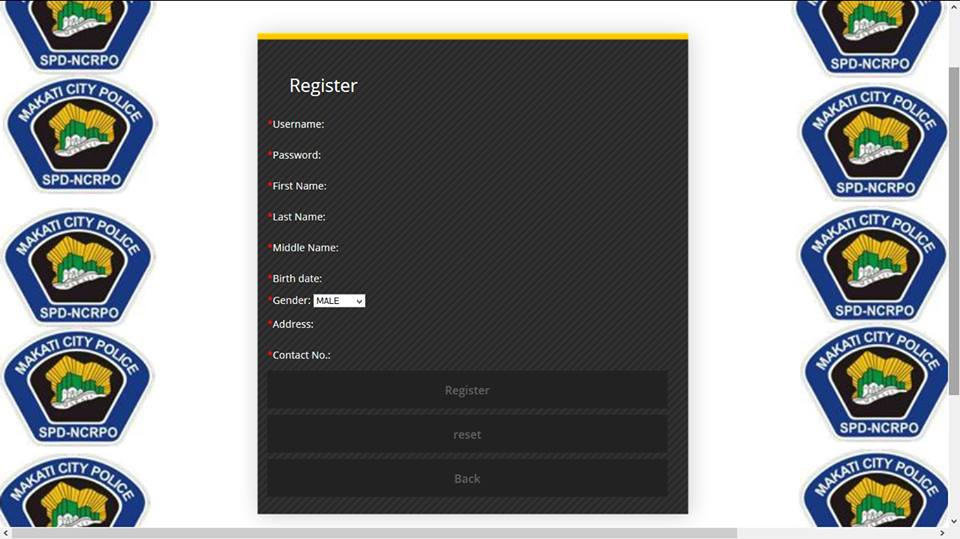 SPD-NCRPO
SPD-NCRPO
Register
MAKATI CITY POLICE
SPD-NCRPO
MAKATI CITY POLICE
SPD-NCRPO
*Username:
*Password:
*First Name:
*Last Name:
*Middle Name:
MAKATI CITY POLICE
SPD-NCRPO
MAKATI CITY POLICE
SPD-NCRPO
*Birth date:
*Gender: MALE
*Address:
*Contact No.:
MAKATI CITY POLICE
SPD-NCRPO
MAKATI CITY POLICE
SPD-NCRPO
Register
reset
Back
MAKATI CITY POLICE
MAKATI CITY POLICE